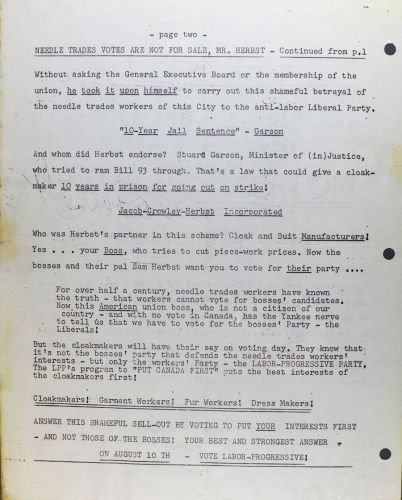 - page two -
NEEDLE TRADES VOTES ARE NOT FOR SALE, MR. HERBST - Continued from p.1
Without asking the General Executive Board or the membership of the
union, he took it upon himself to carry out this shameful betrayal of
the needle trades workers of this City to the anti-labor Liberal Party.
"10-Year Jail Sentence" - Garson
And whom did Herbst endorse? Stuart Garson, Minister of (in)Justice,
who tried to ram Bill 93 through. That's a law that could give a cloak-
maker 10 years in prison for going out on strike!
Jacob-Crowley-Herbst Incorporated
Who was Herbst's partner in this scheme? Cloak and Suit Manufacturers!
Yes . . . your Boss, who tries to cut piece-work prices. Now the
bosses and their pal Sam Herbst want you to vote for their party ....
For over half a century, needle trades workers have known
the truth - that workers cannot vote for bosses' candidates.
Now this American union boss, who is not a citizen of our
country - and with no vote in Canada, has the Yankee nerve
to tell us that we have to vote for the bosses' Party - the
Liberals!
But the cloakmakers will have their say on voting day. They know that
it's not the bosses' party that defends the needle trades workers'
interests - but only the workers' Party - the LABOR-PROGRESSIVE PARTY.
The LPP's program to "PUT CANADA FIRST" puts the best interests of
the cloakmakers first!
Cloakmakers! Garment Workers! Fur Workers! Dress Makers!
ANSWER THIS SHAMEFUL SELL-OUT BY VOTING TO PUT YOUR INTERESTS FIRST
- AND NOT THOSE OF THE BOSSES! YOUR BEST AND STRONGEST ANSWER
ON AUGUST 10 TH - VOTE LABOR-PROGRESSIVE!